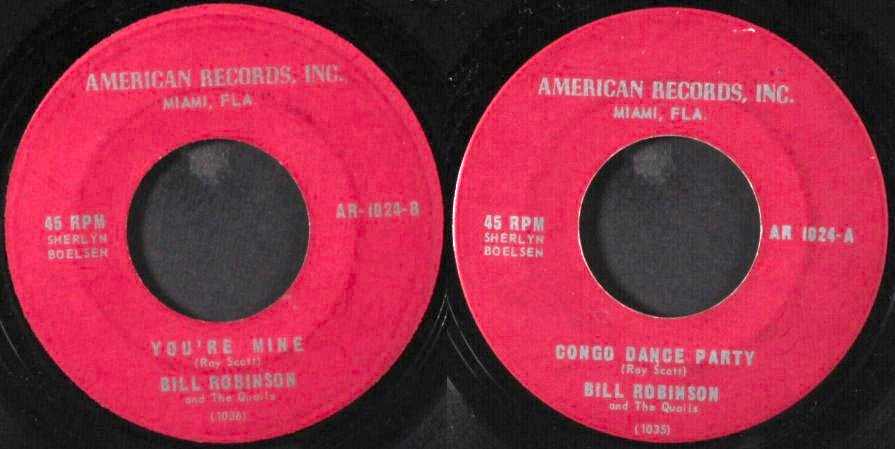 AMERICAN RECORDS, INC.
MIAMI, FLA
45 RPM
SHERLYN
BOELSEN
AR-1024-B
YOU'RE MINE
(Ray Scott)
BILL ROBINSON
and The Quails
(1036)
AMERICAN RECORDS, INC.
MIAMI, FLA.
45 RPM
SHERLYN
BOELSEN
AR 1024-A
CONGO DANCE PARTY
(Ray Scott)
BILL ROBINSON
and The Quails
(1035)